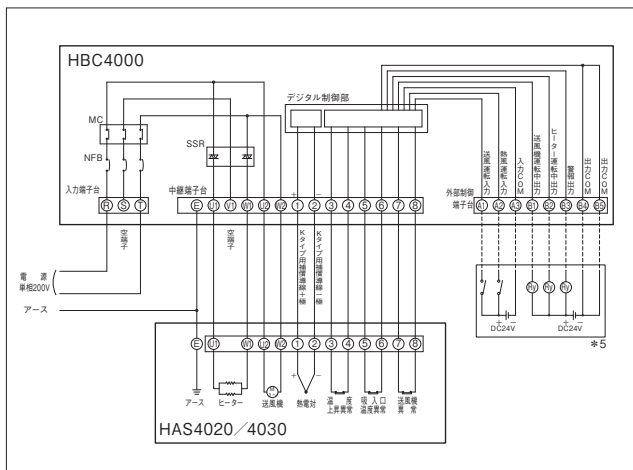 HBC4000
デジタル制御部
MC
SSR
NFB
入力端子台
中継端子台
外部制御
端子台
送風運転入力
熱風運転入力
入力COM
送風機運転中出力
ヒーター運転中出力
警報出力
出力COM
出力COM
R S T
E U1 V1 W1 U2 W2 1 2 3 4 5 6 7 8
+ −
A1 A2 A3 B1 B2 B3 B4 B5
空端子
空端子
Kタイプ用補償導線+極
Kタイプ用補償導線−極
電源
単相200V
アース
Ry Ry Ry
+ −
DC24V
+ −
DC24V
*5
E U1 W1 U2 W2 1 2 3 4 5 6 7 8
+ −
M
アース
ヒーター
送風機
熱電対
温度
上昇異常
吸入口
温度異常
送風機
異常
HAS4020/4030